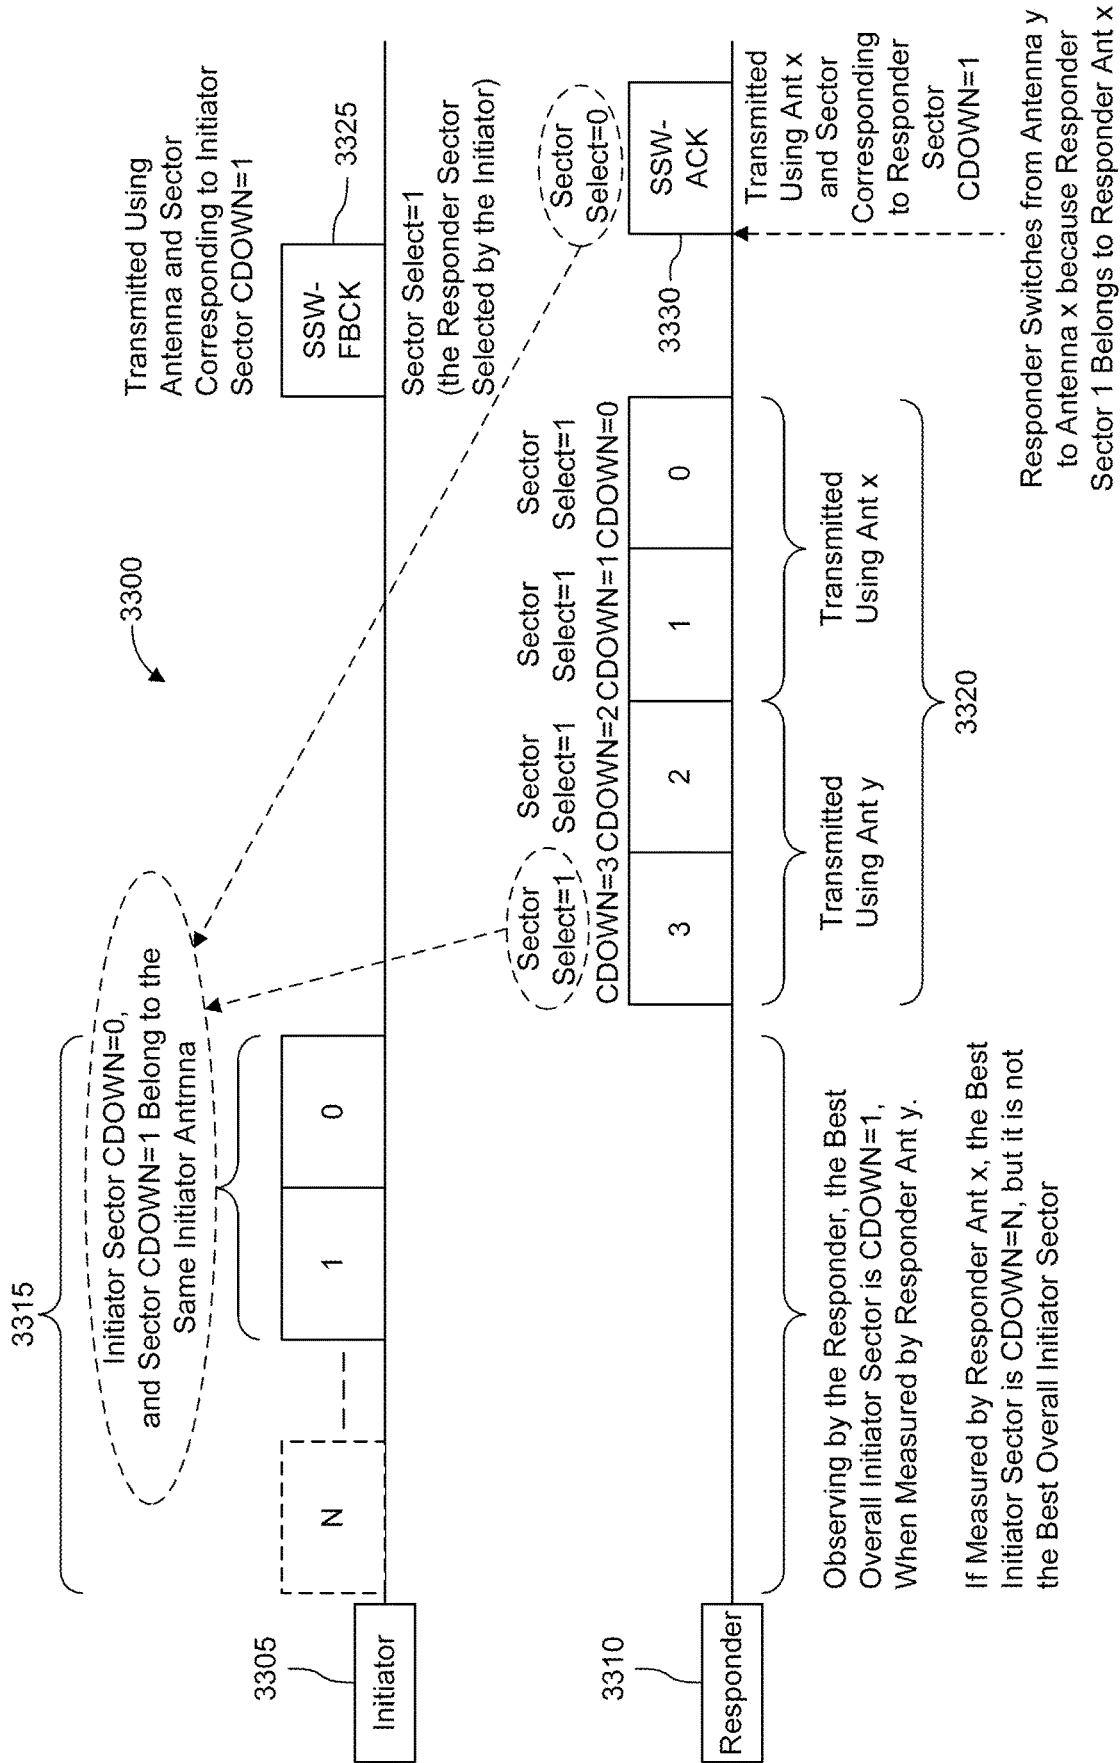 3300
3315
Initiator Sector CDOWN=0,
and Sector CDOWN=1 Belong to the
Same Initiator Antrnna
Transmitted Using
Antenna and Sector
Corresponding to Initiator
Sector CDOWN=1
3305
Initiator
N
1
0
SSW-
FBCK
3325
Sector Select=1
(the Responder Sector
Selected by the Initiator)
Sector
Select=1
CDOWN=3
Sector
Select=1
CDOWN=2
Sector
Select=1
CDOWN=1
Sector
Select=1
CDOWN=0
Sector
Select=0
3310
Responder
3
2
1
0
3330
SSW-
ACK
Observing by the Responder, the Best
Overall Initiator Sector is CDOWN=1,
When Measured by Responder Ant y.
If Measured by Responder Ant x, the Best
Initiator Sector is CDOWN=N, but it is not
the Best Overall Initiator Sector
Transmitted
Using Ant y
Transmitted
Using Ant x
3320
Transmitted
Using Ant x
and Sector
Corresponding
to Responder
Sector
CDOWN=1
Responder Switches from Antenna y
to Antenna x because Responder
Sector 1 Belongs to Responder Ant x